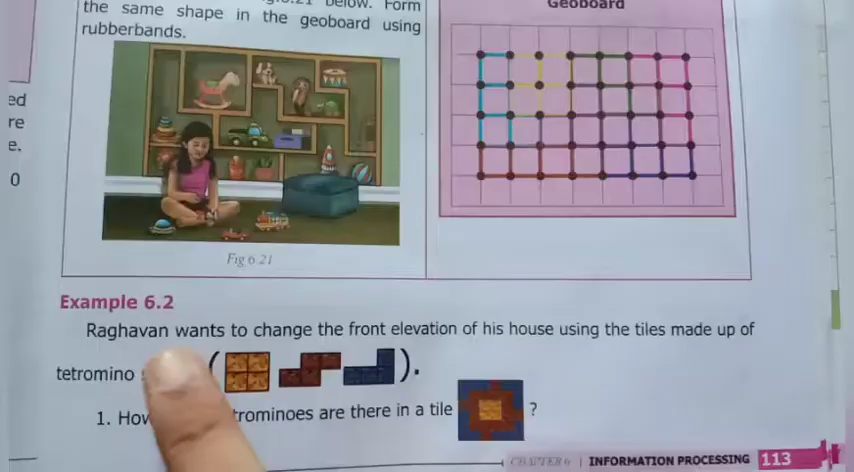 below. Form
the same shape in the geoboard using
rubberbands.
Geoboard
ed
re
e.
0
Fig 6.21
Example 6.2
Raghavan wants to change the front elevation of his house using the tiles made up of
tetromino ( ).
1. How trominoes are there in a tile ?
CHAPTER 6 | INFORMATION PROCESSING 113